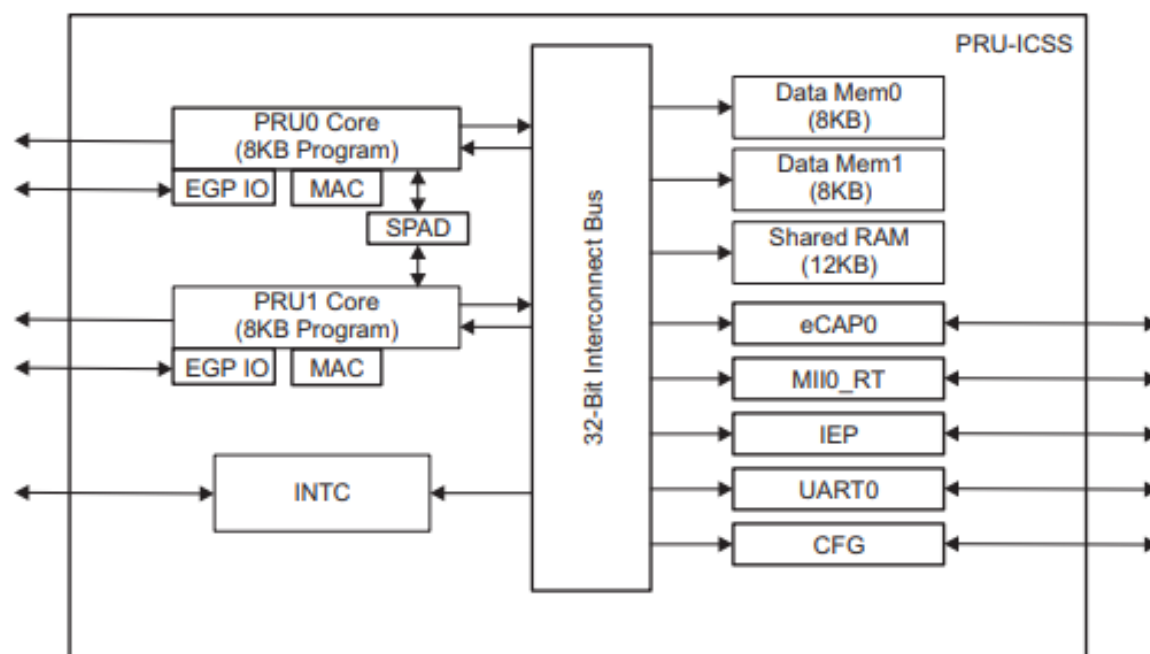 PRU-ICSS
PRU0 Core
(8KB Program)
EGP IO
MAC
SPAD
PRU1 Core
(8KB Program)
EGP IO
MAC
INTC
32-Bit Interconnect Bus
Data Mem0
(8KB)
Data Mem1
(8KB)
Shared RAM
(12KB)
eCAP0
MII0_RT
IEP
UART0
CFG